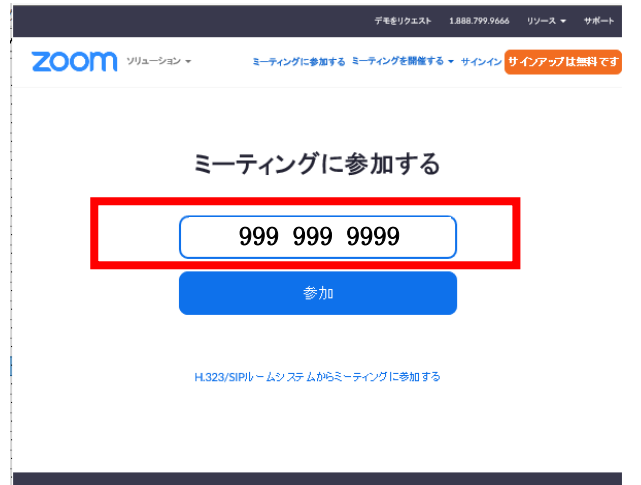 デモをリクエスト 1.888.799.9666 リソース サポート
zoom ソリューション ミーティングに参加する ミーティングを開催する サインイン サインアップは無料です
ミーティングに参加する
999 999 9999
参加
H.323/SIPルームシステムからミーティングに参加する